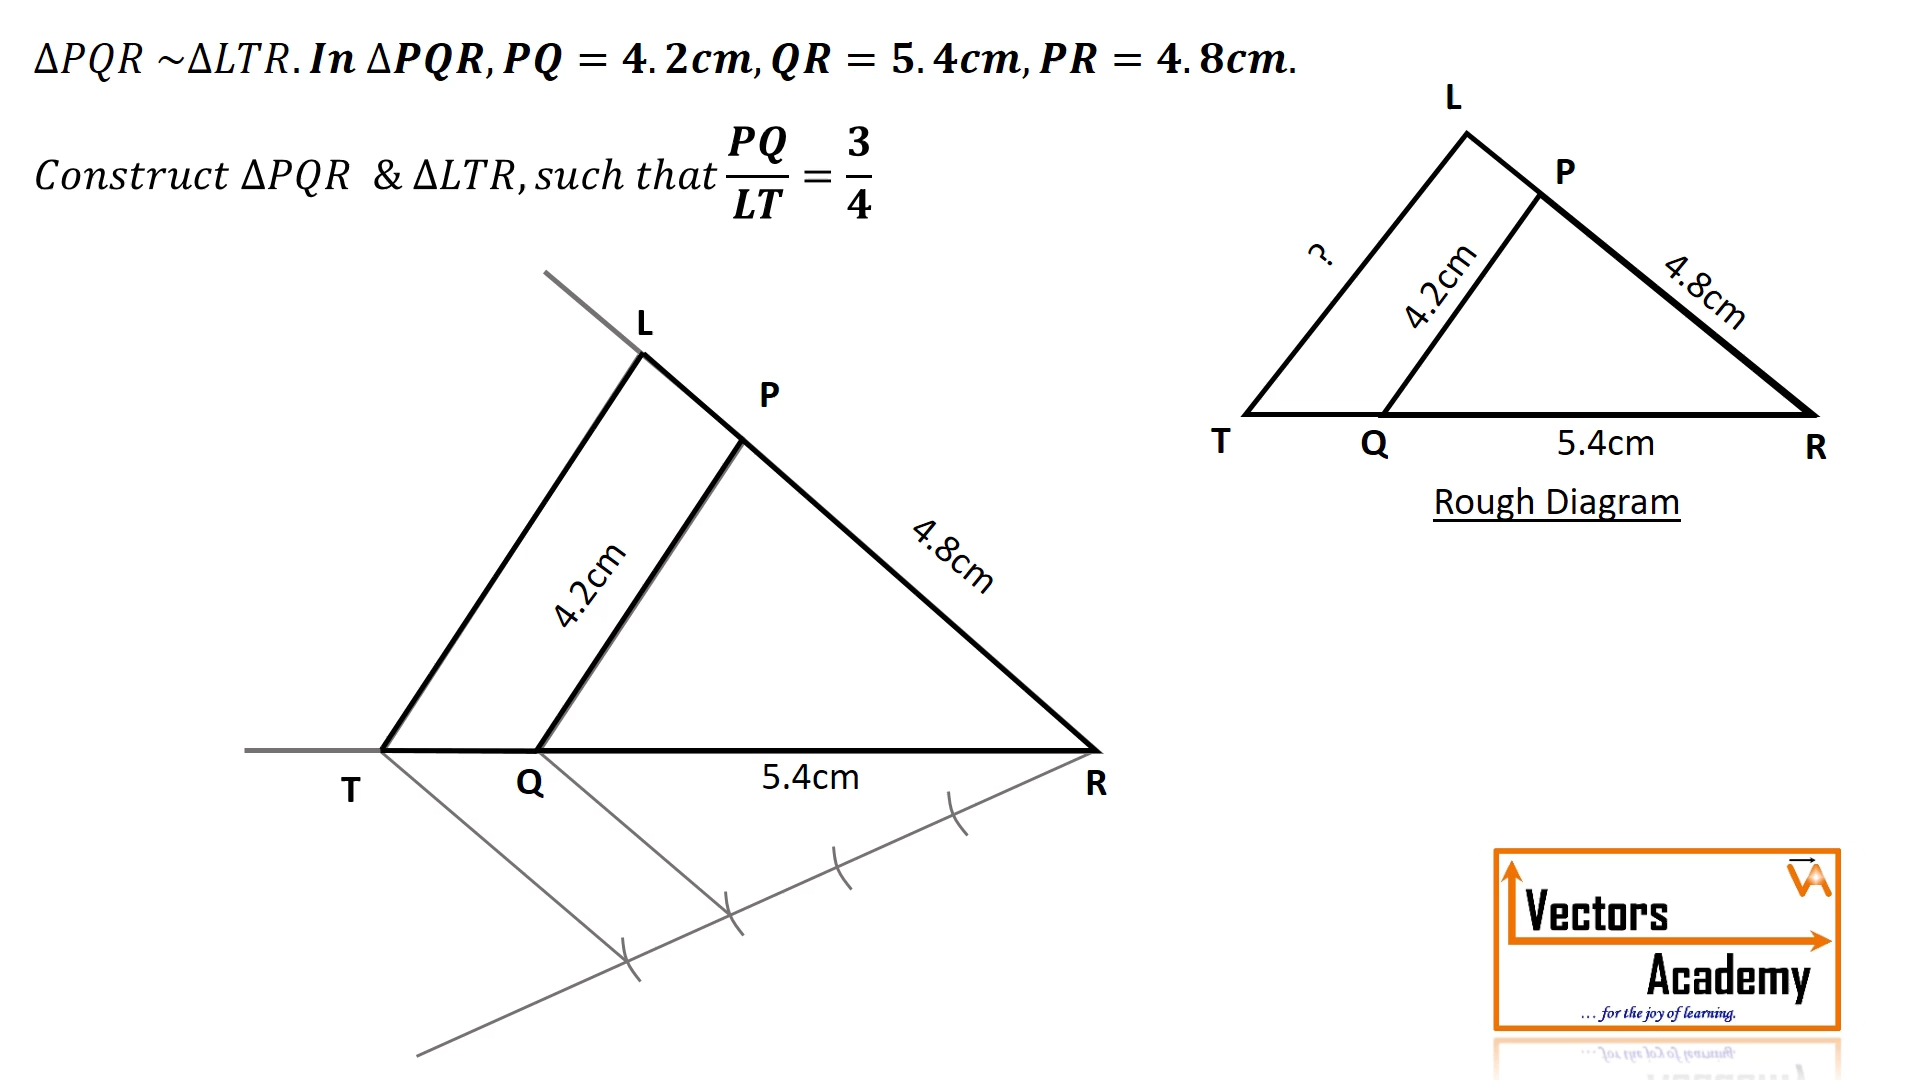 ΔPQR ~ΔLTR. In ΔPQR, PQ = 4.2cm, QR = 5.4cm, PR = 4.8cm.
Construct ΔPQR & ΔLTR, such that PQ/LT = 3/4
L
P
?
4.2cm
4.8cm
T
Q
5.4cm
R
Rough Diagram
L
P
4.2cm
4.8cm
T
Q
5.4cm
R
VA
Vectors
Academy
... for the joy of learning.